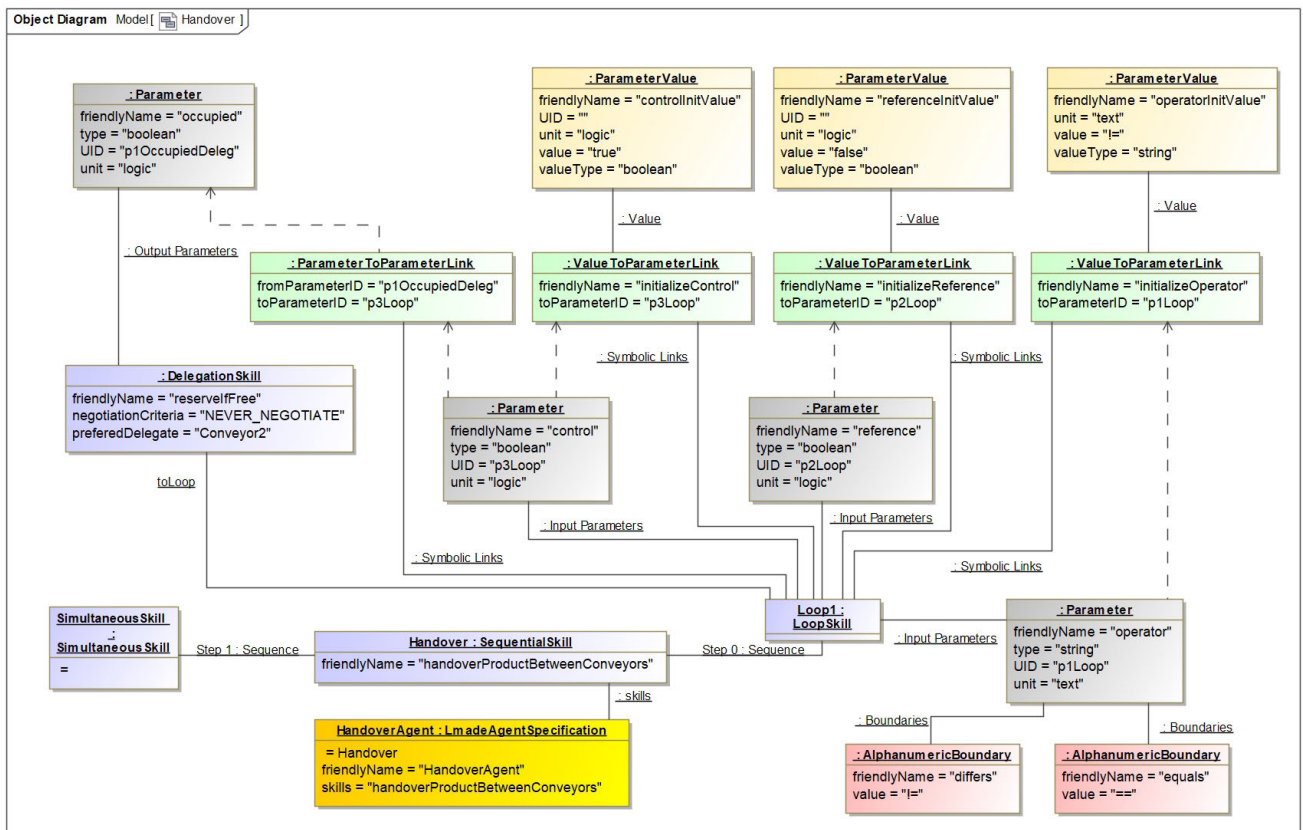 Object Diagram Model[ Handover ]
: Parameter
friendlyName = "occupied"
type = "boolean"
UID = "p1OccupiedDeleg"
unit = "logic"
: ParameterValue
friendlyName = "controlInitValue"
UID = ""
unit = "logic"
value = "true"
valueType = "boolean"
: ParameterValue
friendlyName = "referenceInitValue"
UID = ""
unit = "logic"
value = "false"
valueType = "boolean"
: ParameterValue
friendlyName = "operatorInitValue"
unit = "text"
value = "!="
valueType = "string"
: Value
: Value
: Value
: Output Parameters
: ParameterToParameterLink
fromParameterID = "p1OccupiedDeleg"
toParameterID = "p3Loop"
: ValueToParameterLink
friendlyName = "initializeControl"
toParameterID = "p3Loop"
: ValueToParameterLink
friendlyName = "initializeReference"
toParameterID = "p2Loop"
: ValueToParameterLink
friendlyName = "initializeOperator"
toParameterID = "p1Loop"
: Symbolic Links
: Symbolic Links
: DelegationSkill
friendlyName = "reserveIfFree"
negotiationCriteria = "NEVER_NEGOTIATE"
preferedDelegate = "Conveyor2"
: Parameter
friendlyName = "control"
type = "boolean"
UID = "p3Loop"
unit = "logic"
: Parameter
friendlyName = "reference"
type = "boolean"
UID = "p2Loop"
unit = "logic"
toLoop
: Input Parameters
: Input Parameters
: Symbolic Links
: Symbolic Links
SimultaneousSkill
:
SimultaneousSkill
=
Step 1 : Sequence
Handover : SequentialSkill
friendlyName = "handoverProductBetweenConveyors"
Step 0 : Sequence
Loop1 :
LoopSkill
: Input Parameters
: Parameter
friendlyName = "operator"
type = "string"
UID = "p1Loop"
unit = "text"
: skills
HandoverAgent : LmadeAgentSpecification
= Handover
friendlyName = "HandoverAgent"
skills = "handoverProductBetweenConveyors"
: Boundaries
: Boundaries
: AlphanumericBoundary
friendlyName = "differs"
value = "!="
: AlphanumericBoundary
friendlyName = "equals"
value = "=="